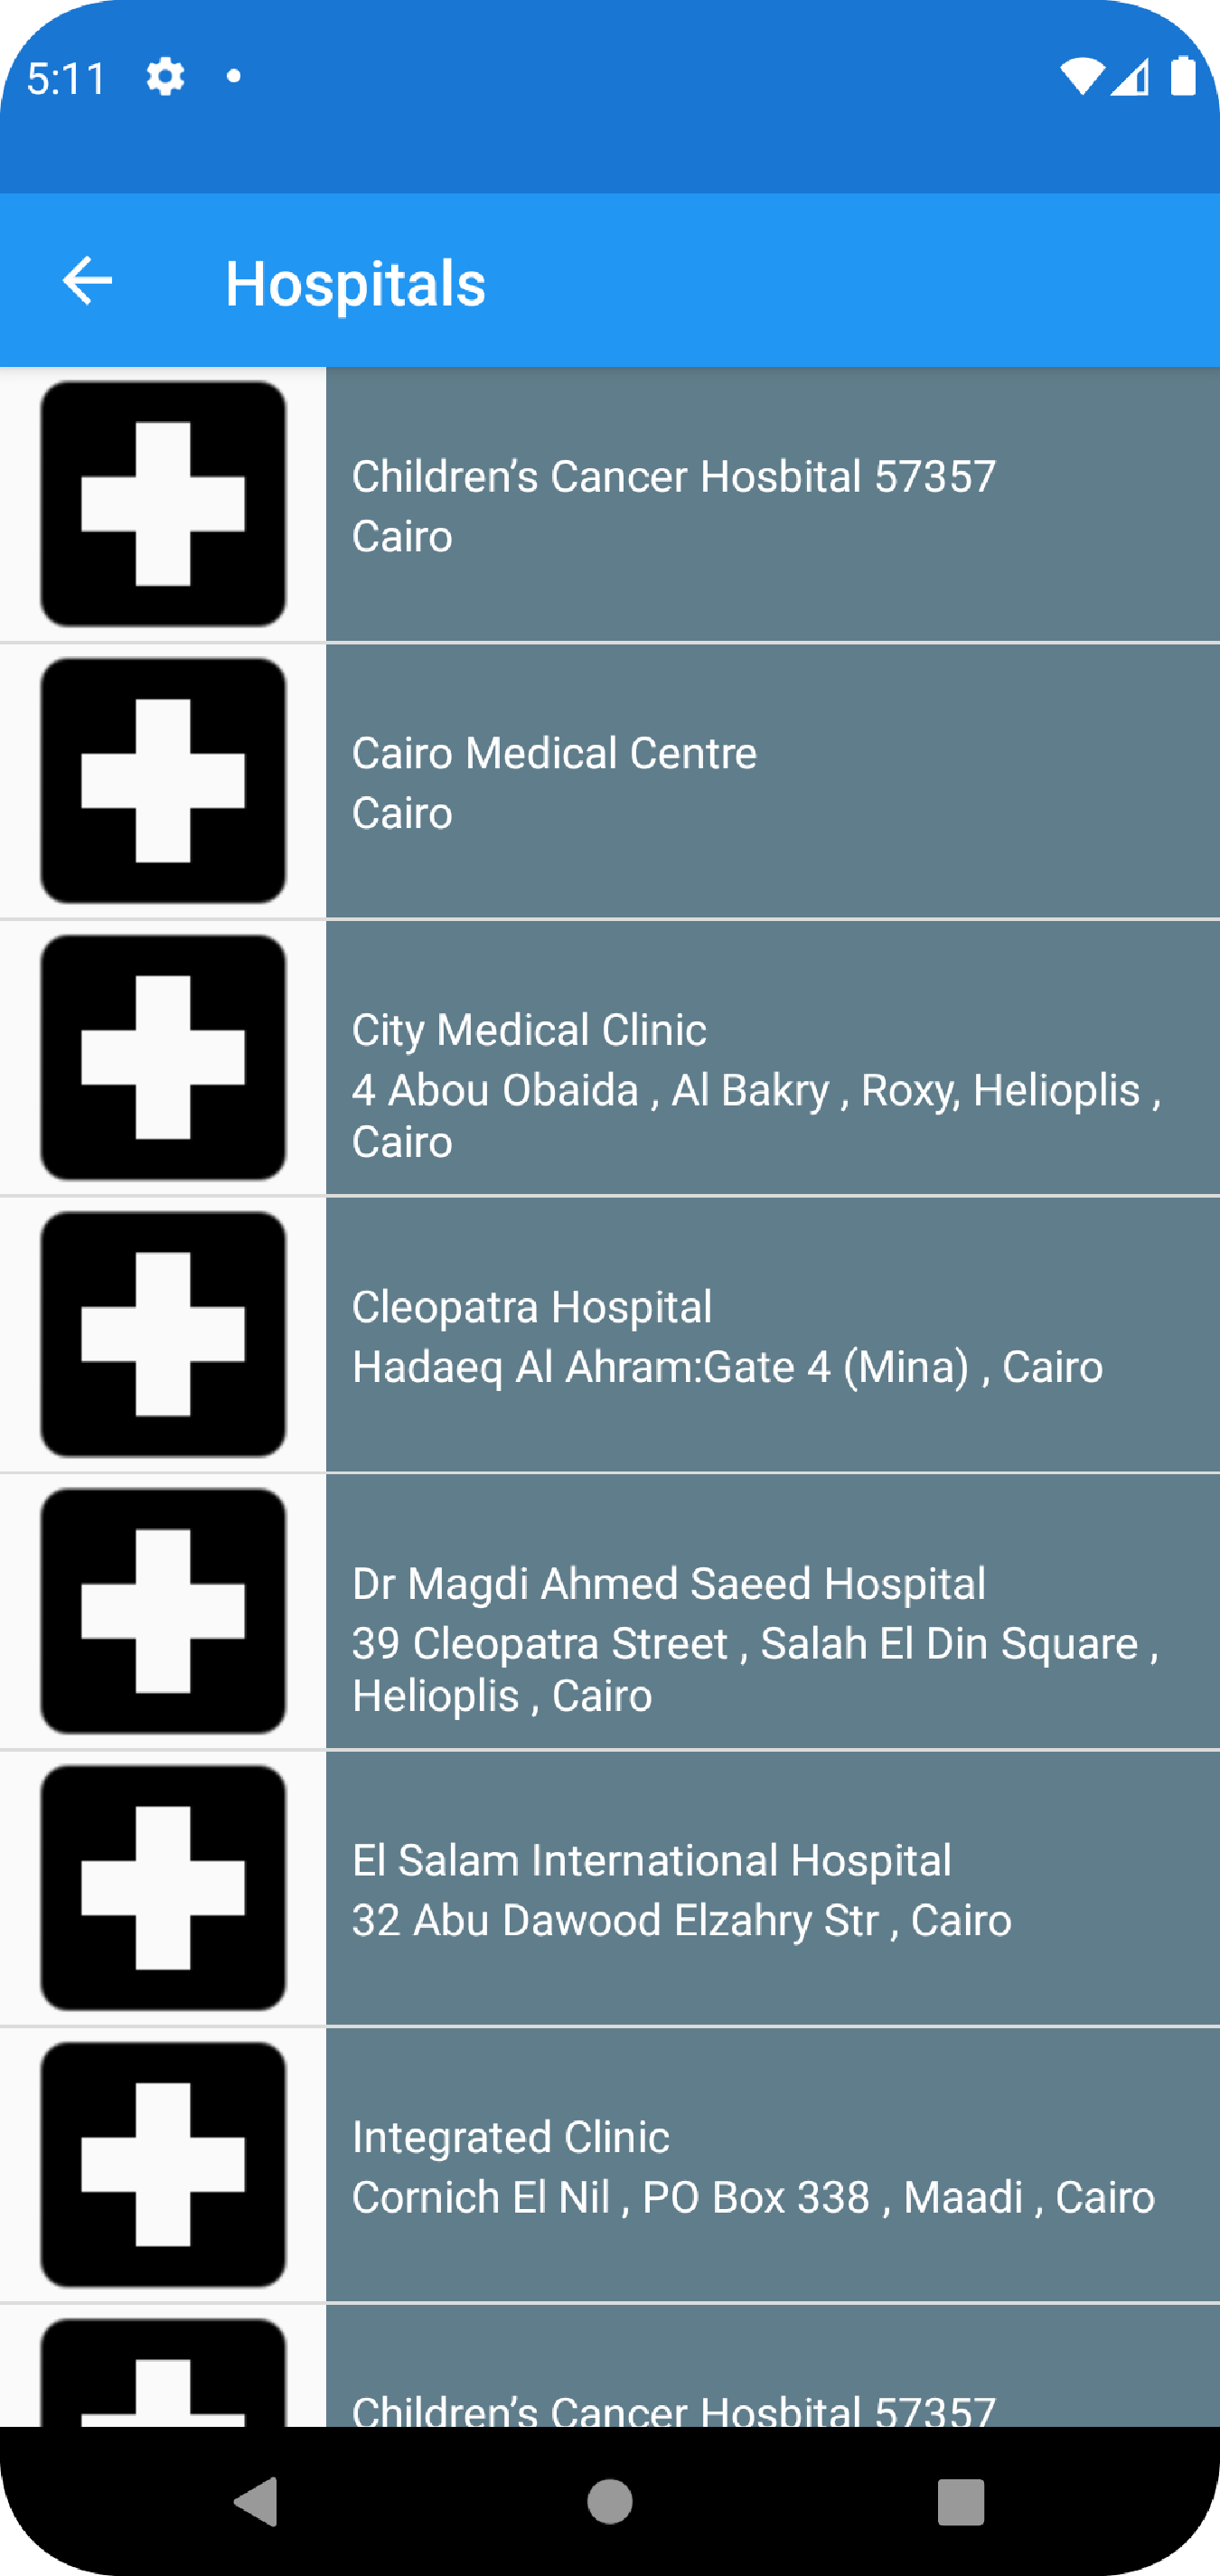 5:11
Hospitals
Children's Cancer Hosbital 57357
Cairo
Cairo Medical Centre
Cairo
City Medical Clinic
4 Abou Obaida , Al Bakry , Roxy, Helioplis ,
Cairo
Cleopatra Hospital
Hadaeq Al Ahram:Gate 4 (Mina) , Cairo
Dr Magdi Ahmed Saeed Hospital
39 Cleopatra Street , Salah El Din Square ,
Helioplis , Cairo
El Salam International Hospital
32 Abu Dawood Elzahry Str , Cairo
Integrated Clinic
Cornich El Nil , PO Box 338 , Maadi , Cairo
Children's Cancer Hosbital 57357